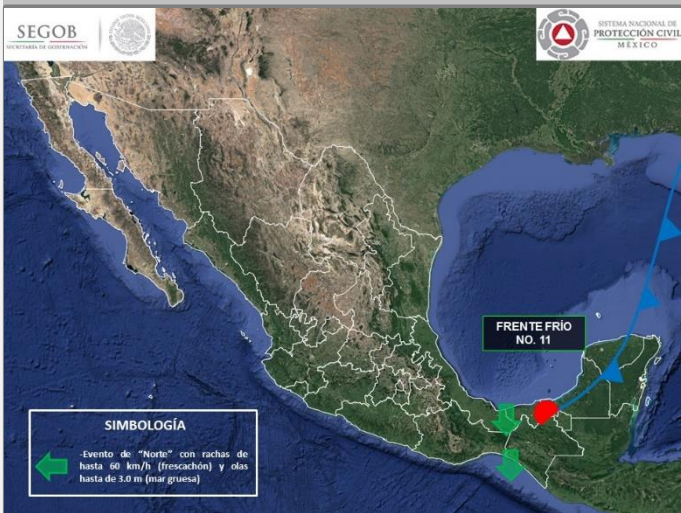 SEGOB
SECRETARÍA DE GOBERNACIÓN
SISTEMA NACIONAL DE
PROTECCIÓN CIVIL
MÉXICO
FRENTE FRÍO
NO. 11
SIMBOLOGÍA
-Evento de "Norte" con rachas de
hasta 60 km/h (frescachón) y olas
hasta de 3.0 m (mar gruesa)